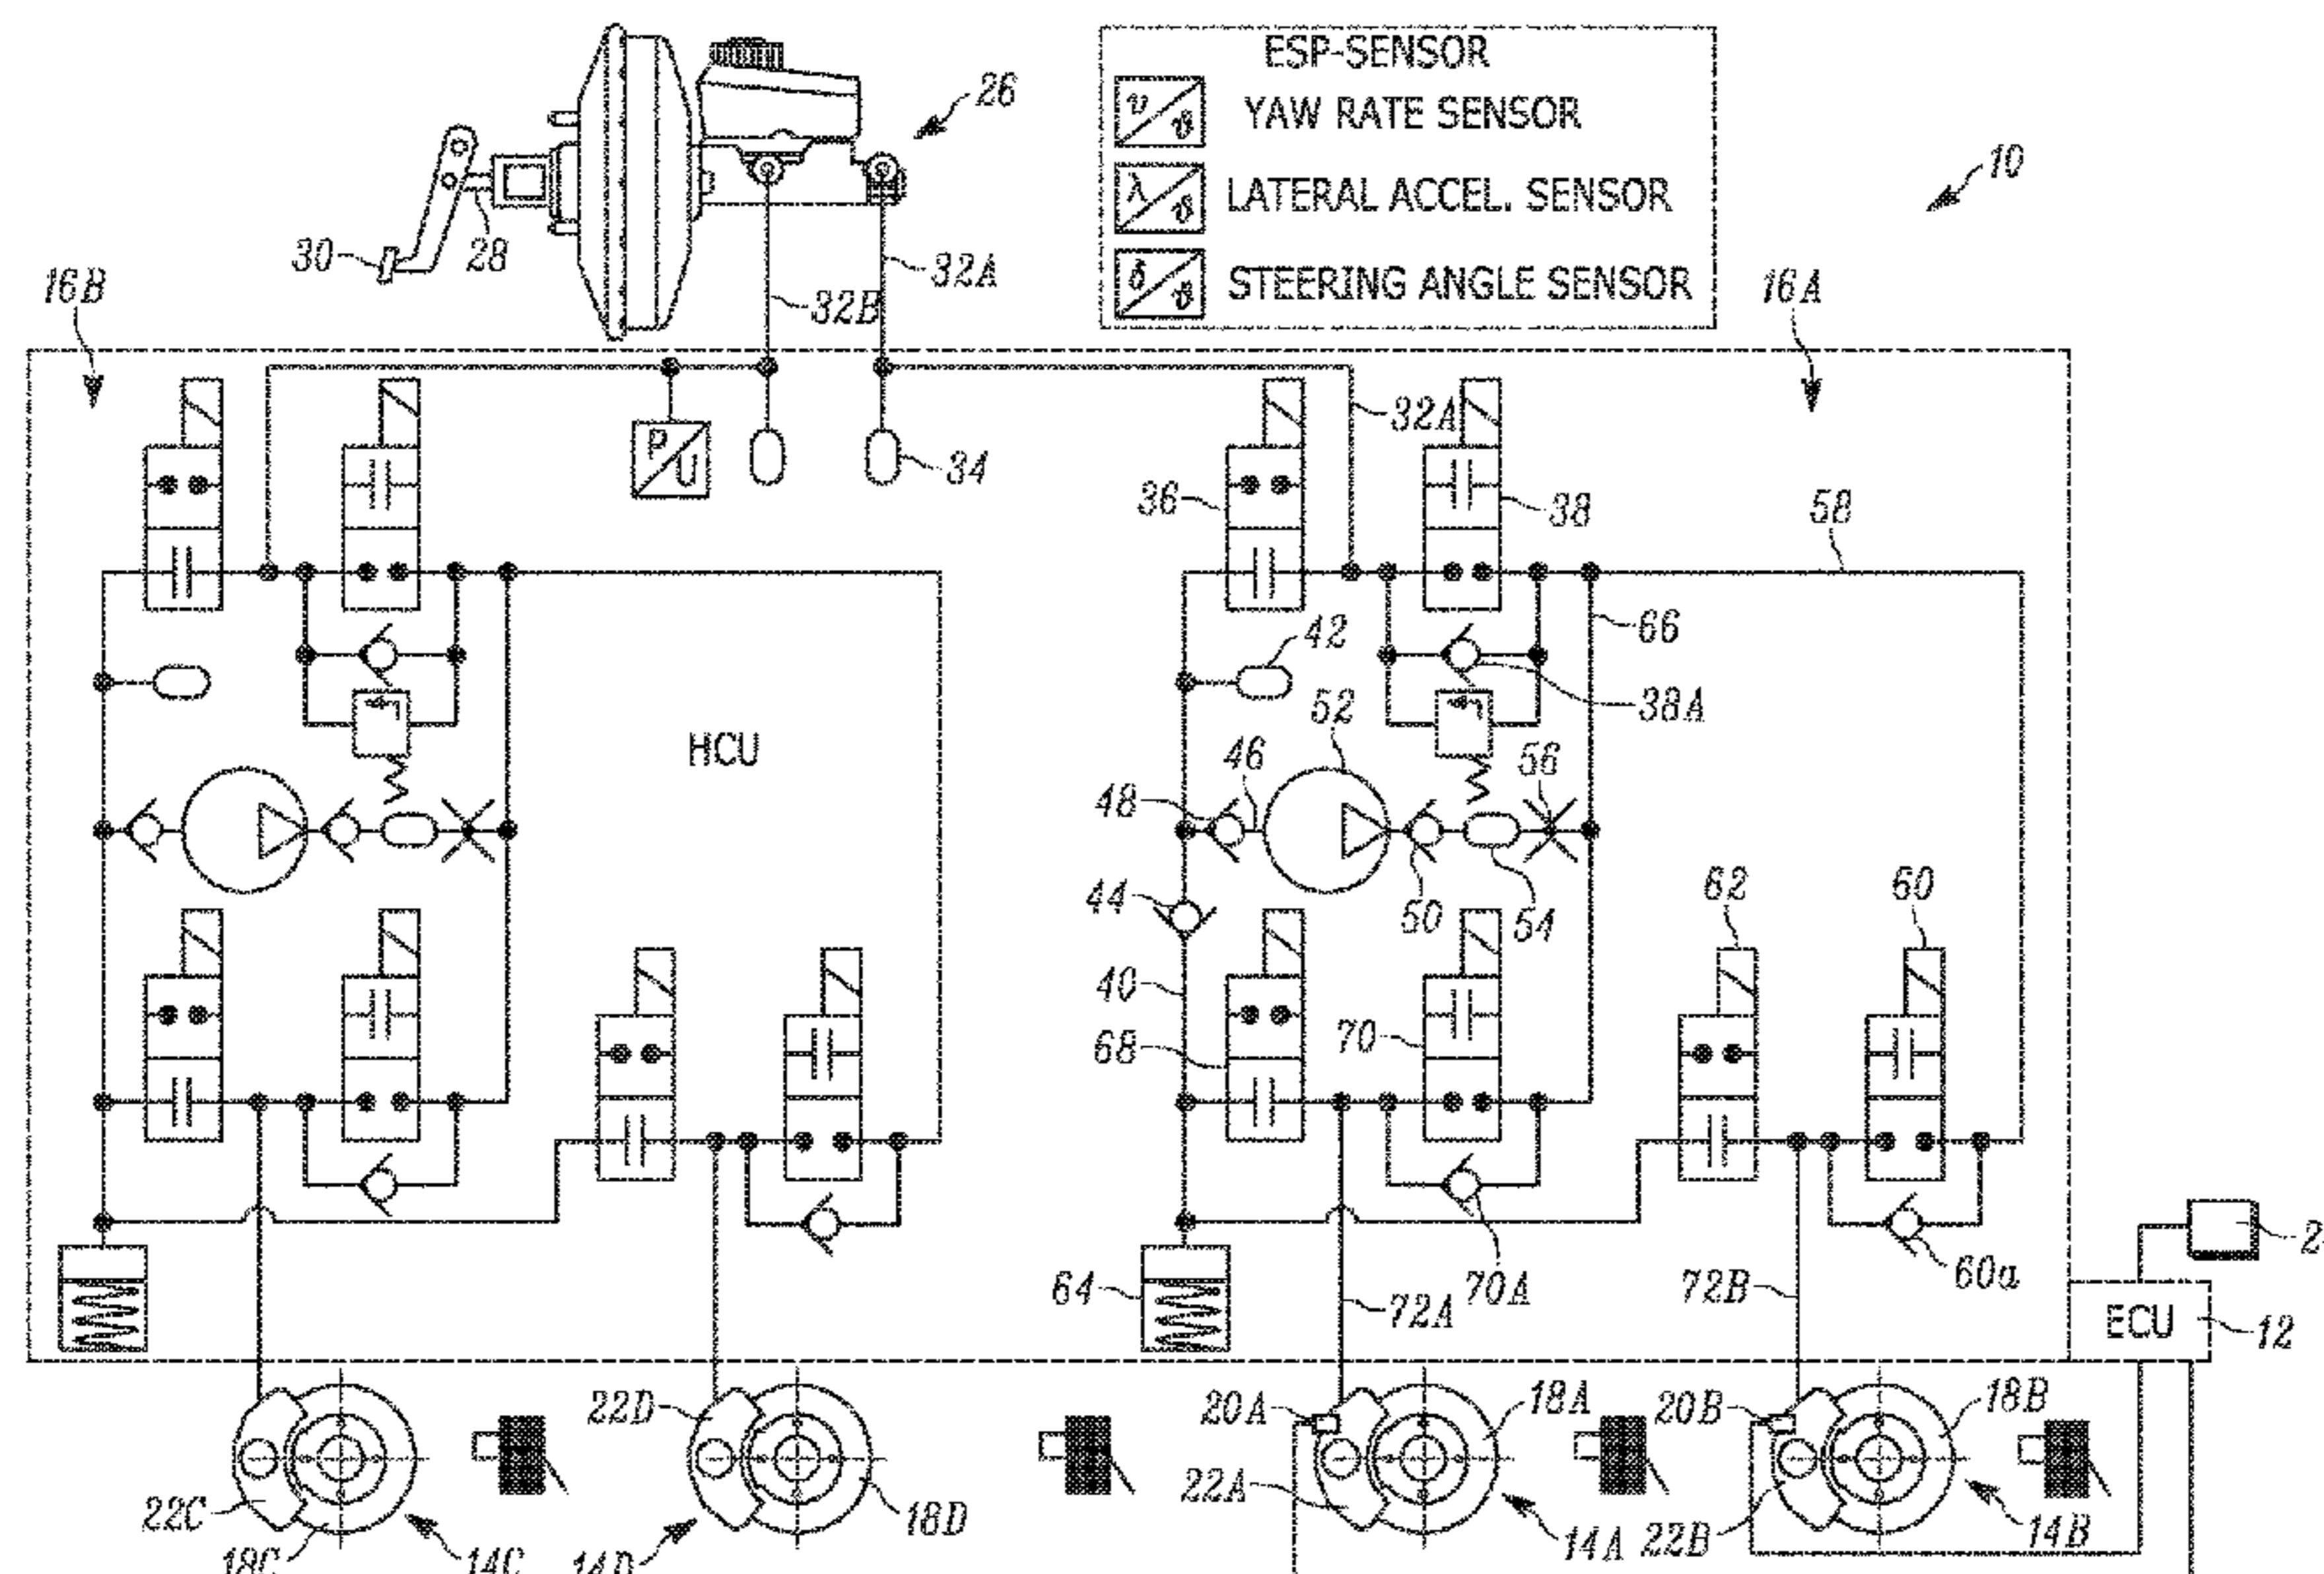 ESP-SENSOR
26
YAW RATE SENSOR
10
LATERAL ACCEL. SENSOR
30
28
32A
STEERING ANGLE SENSOR
16B
32B
16A
32A
P
U
34
36
38
58
42
66
38A
52
HCU
46
56
48
62
60
44
50
54
40
70
68
60a
70A
64
72A
72B
ECU
12
20A
18A
20B
18B
22D
22A
22C
18D
14A
22B
14B
18C
14C
14D